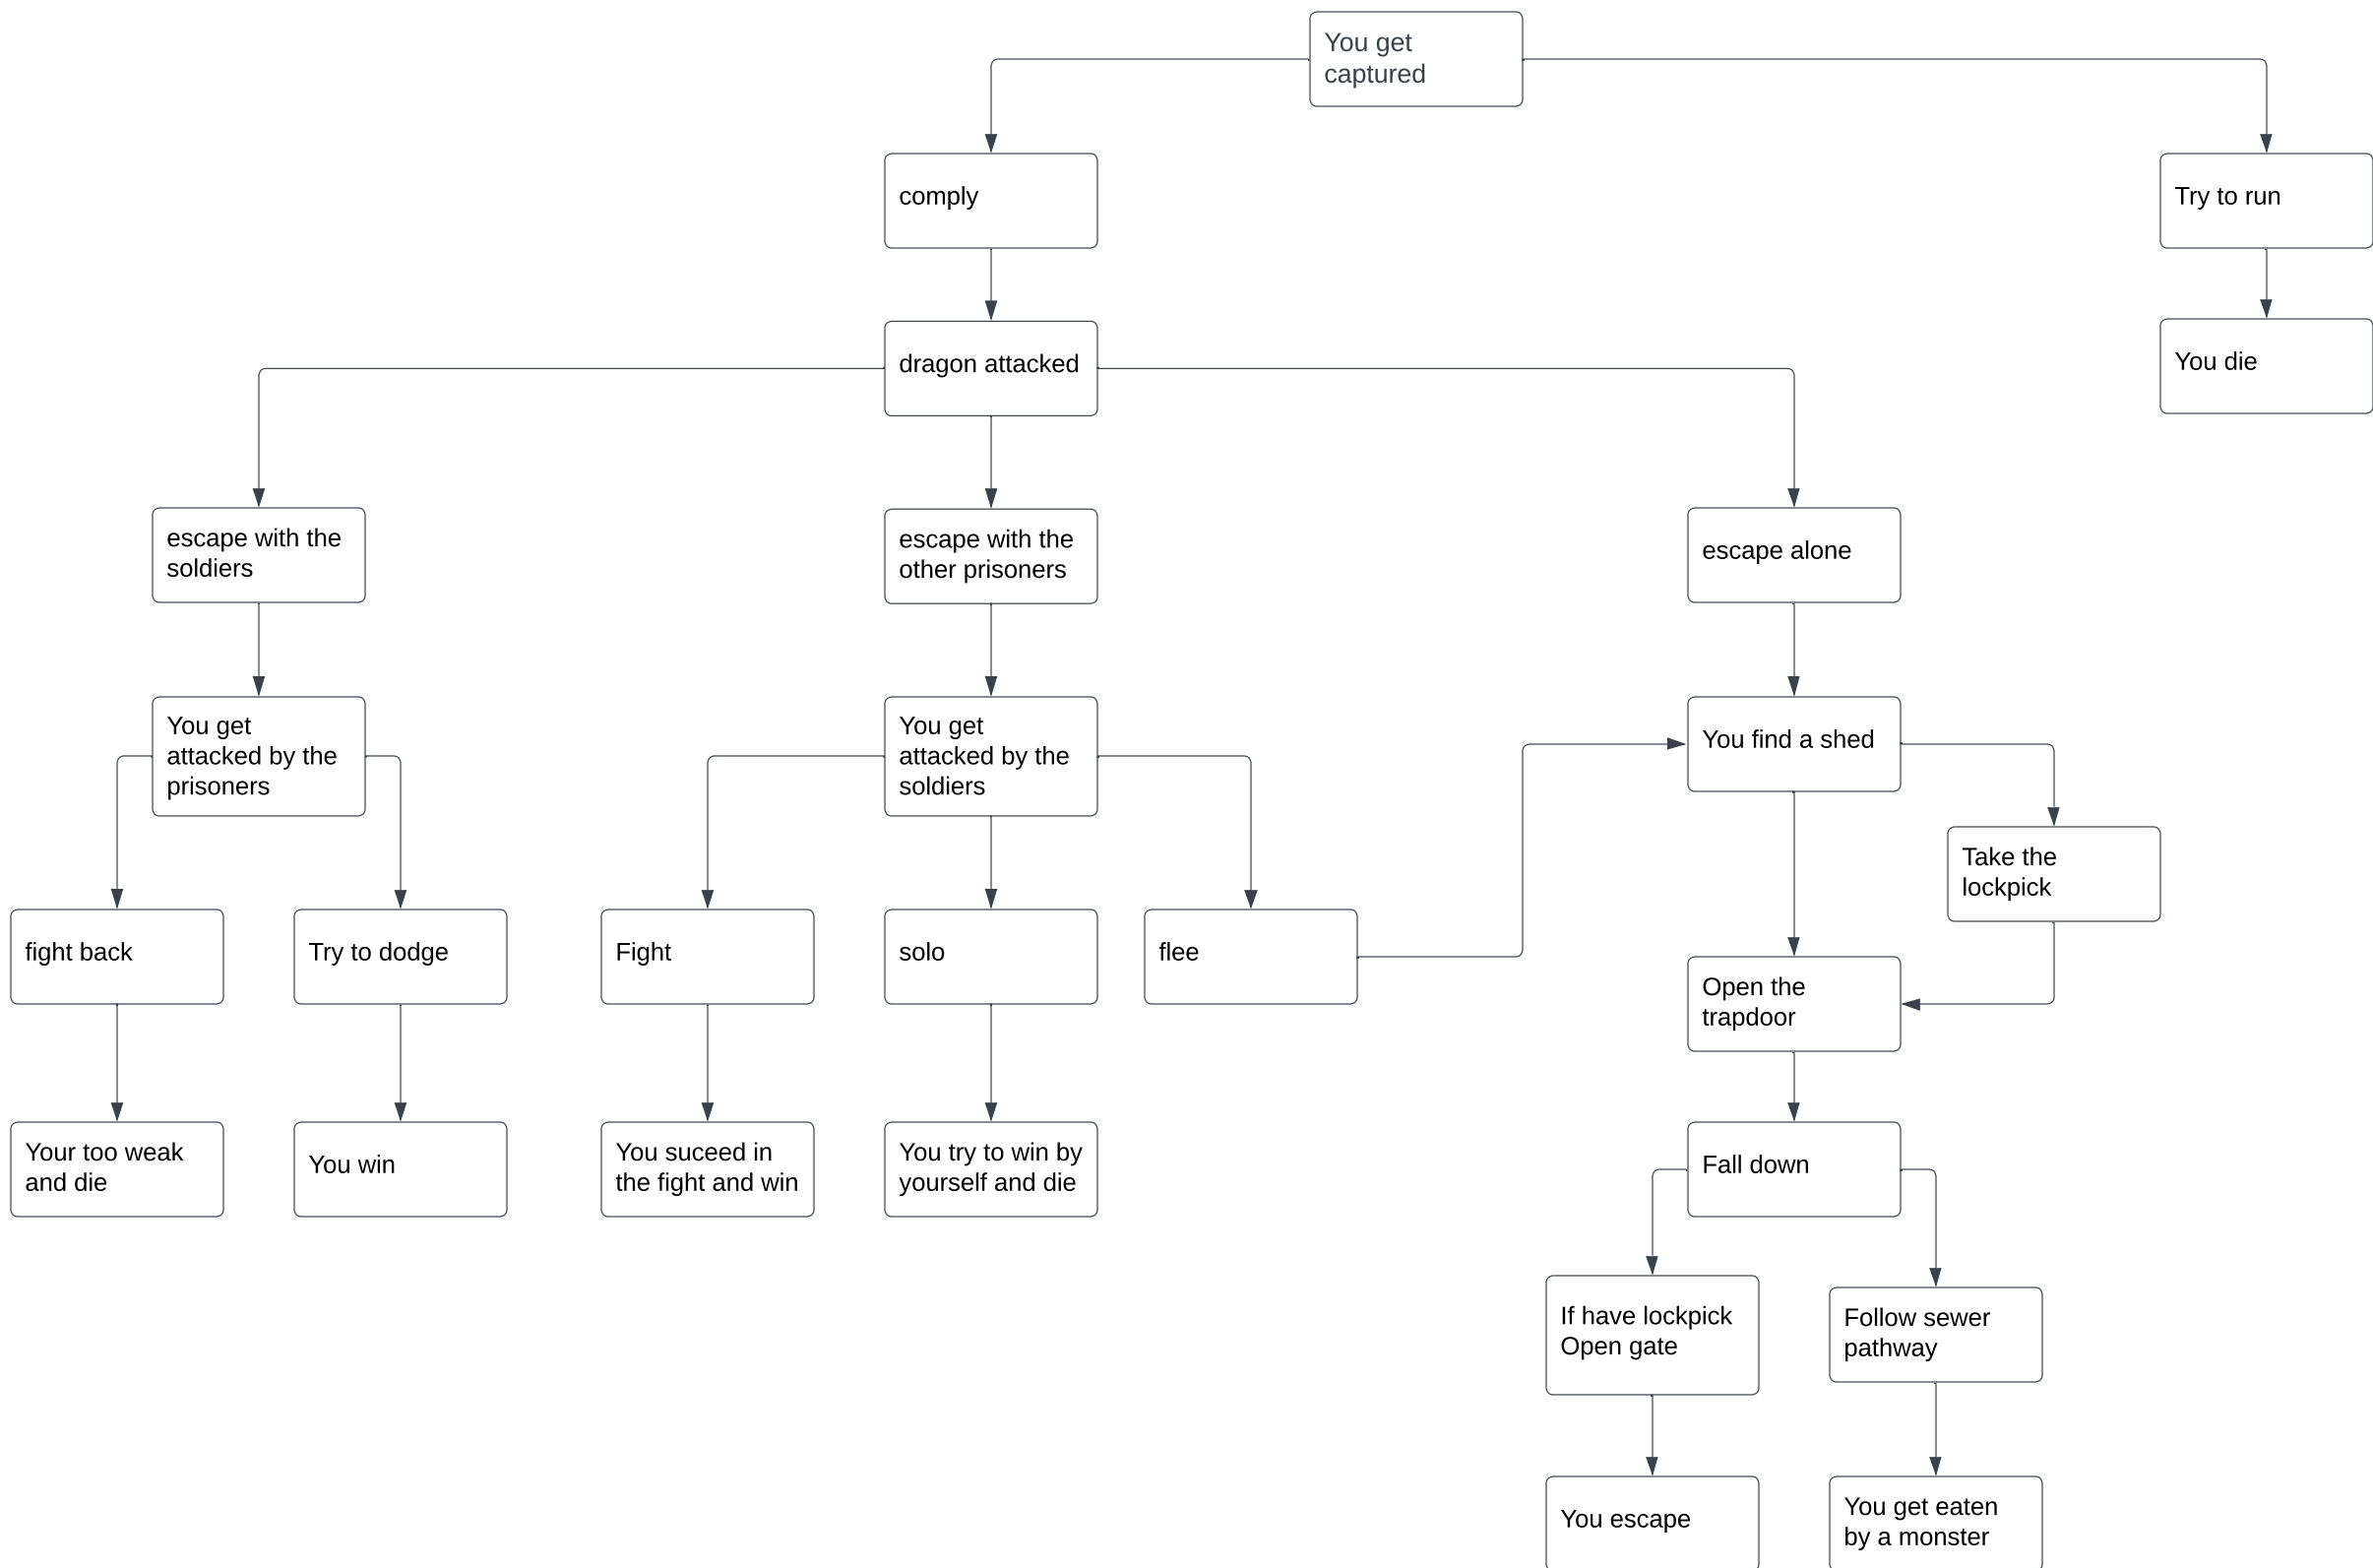 You get
captured
comply
Try to run
dragon attacked
You die
escape with the
soldiers
escape with the
other prisoners
escape alone
You get
attacked by the
prisoners
You get
attacked by the
soldiers
You find a shed
Take the
lockpick
fight back
Try to dodge
Fight
solo
flee
Open the
trapdoor
Your too weak
and die
You win
You suceed in
the fight and win
You try to win by
yourself and die
Fall down
If have lockpick
Open gate
Follow sewer
pathway
You escape
You get eaten
by a monster